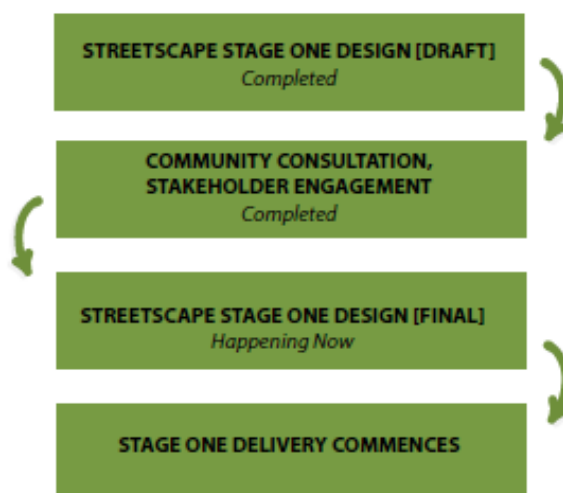 STREETSCAPE STAGE ONE DESIGN [DRAFT]
Completed
COMMUNITY CONSULTATION,
STAKEHOLDER ENGAGEMENT
Completed
STREETSCAPE STAGE ONE DESIGN [FINAL]
Happening Now
STAGE ONE DELIVERY COMMENCES